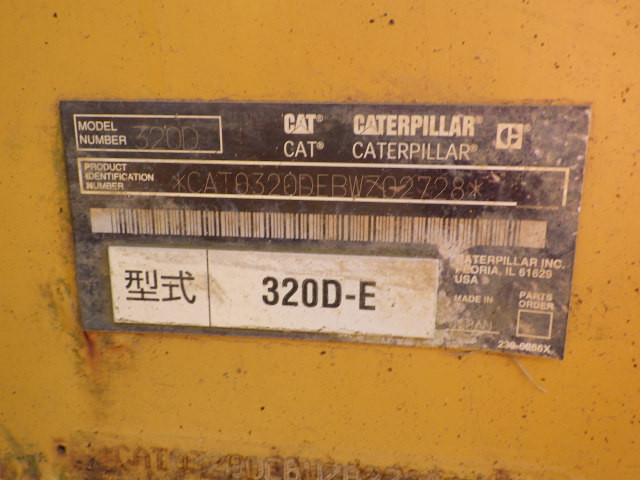 MODEL NUMBER 320D
CAT® CATERPILLAR® C
CAT® CATERPILLAR®
PRODUCT IDENTIFICATION NUMBER
CATERPILLAR INC.
PEORIA, IL 61629
USA
型式 320D-E
MADE IN JAPAN
PARTS ORDER